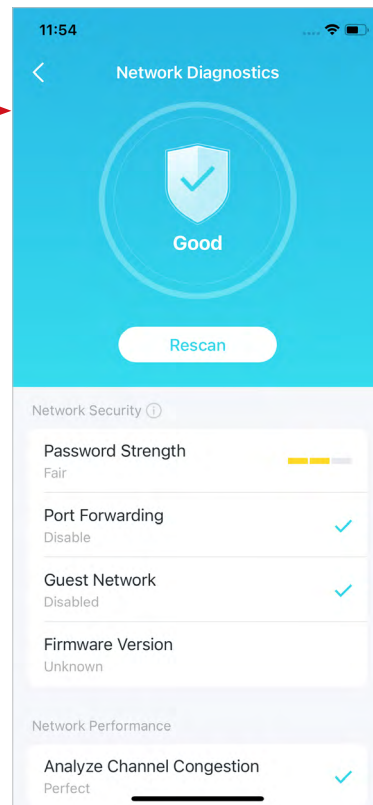 11:54
Network Diagnostics
Good
Rescan
Network Security
Password Strength
Fair
Port Forwarding
Disable
Guest Network
Disabled
Firmware Version
Unknown
Network Performance
Analyze Channel Congestion
Perfect